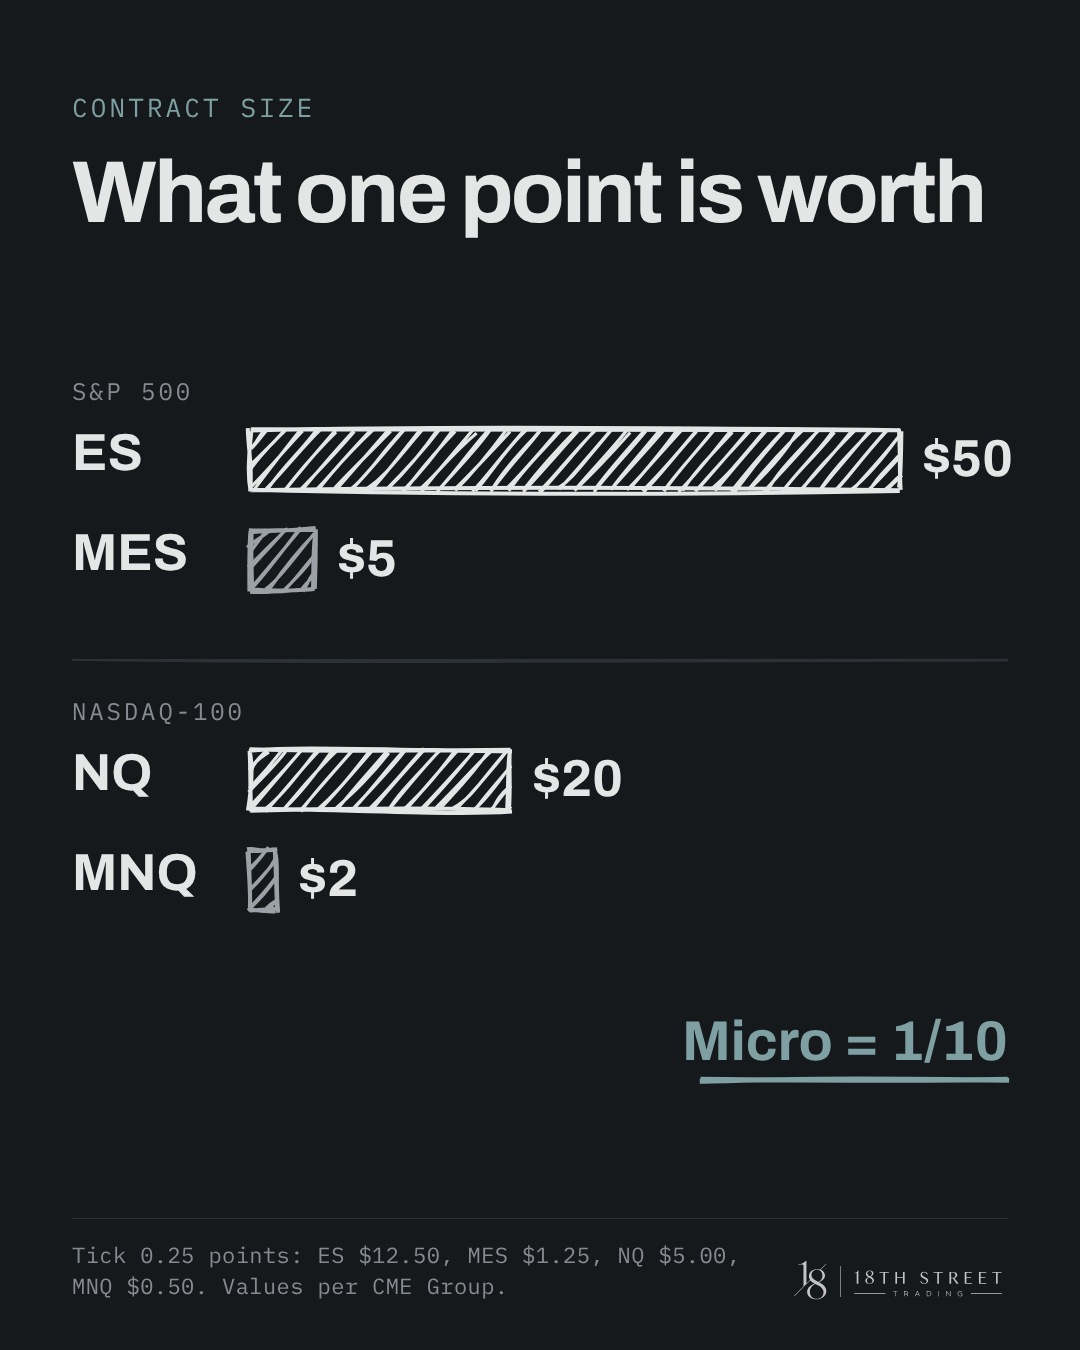 CONTRACT SIZE
What one point is worth
S&P 500
ES $50
MES $5
NASDAQ-100
NQ $20
MNQ $2
Micro = 1/10
Tick 0.25 points: ES $12.50, MES $1.25, NQ $5.00,
MNQ $0.50. Values per CME Group.
18 18TH STREET
TRADING